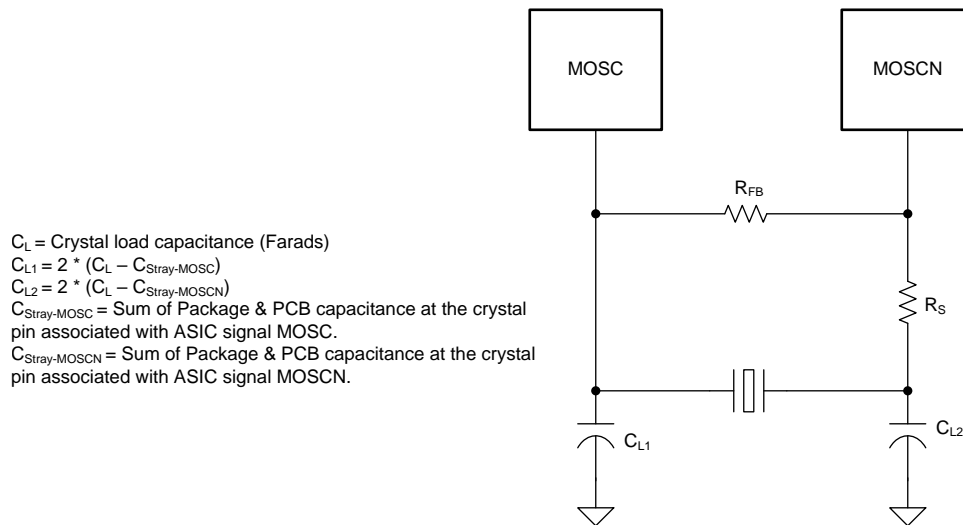 MOSC
MOSCN
R_FB
C_L = Crystal load capacitance (Farads)
C_L1 = 2 * (C_L – C_Stray-MOSC)
C_L2 = 2 * (C_L – C_Stray-MOSCN)
C_Stray-MOSC = Sum of Package & PCB capacitance at the crystal
pin associated with ASIC signal MOSC.
C_Stray-MOSCN = Sum of Package & PCB capacitance at the crystal
pin associated with ASIC signal MOSCN.
R_S
C_L1
C_L2